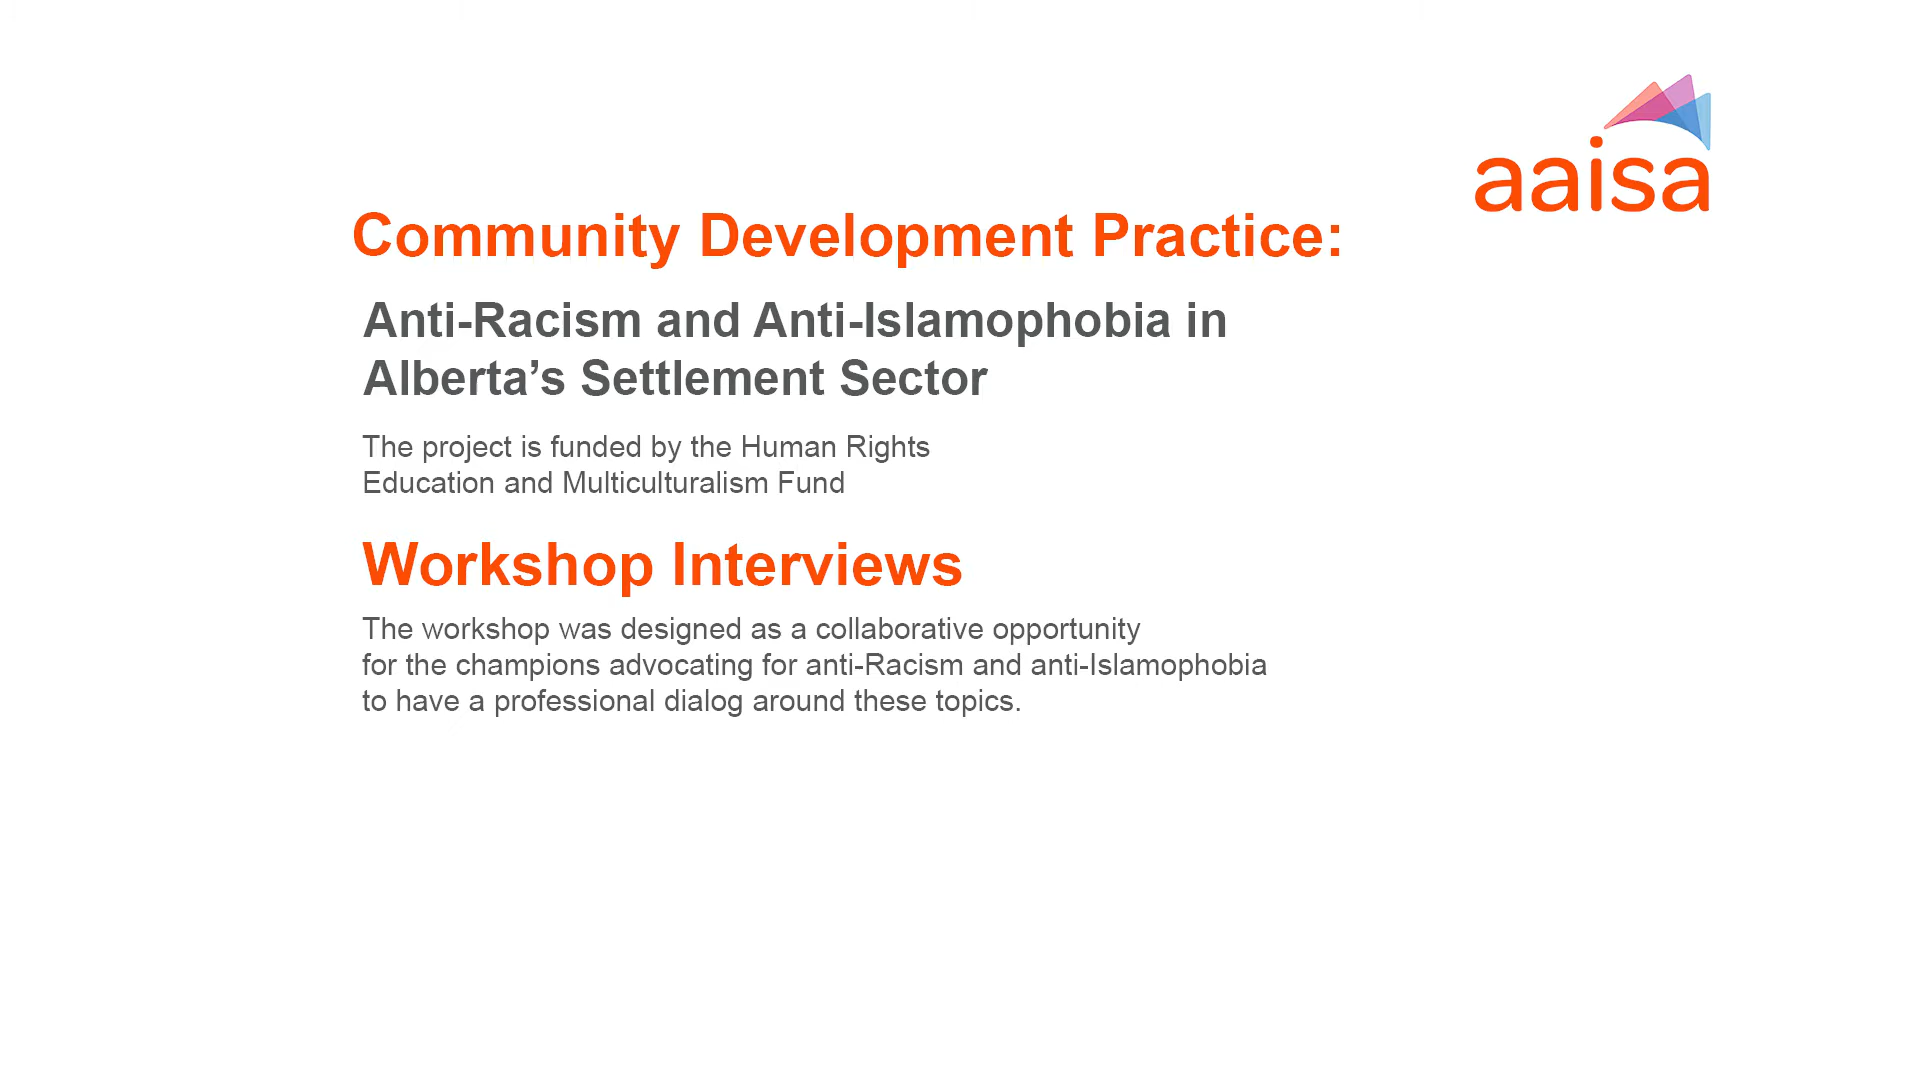 aaisa
Community Development Practice:
Anti-Racism and Anti-Islamophobia in
Alberta’s Settlement Sector
The project is funded by the Human Rights
Education and Multiculturalism Fund
Workshop Interviews
The workshop was designed as a collaborative opportunity
for the champions advocating for anti-Racism and anti-Islamophobia
to have a professional dialog around these topics.